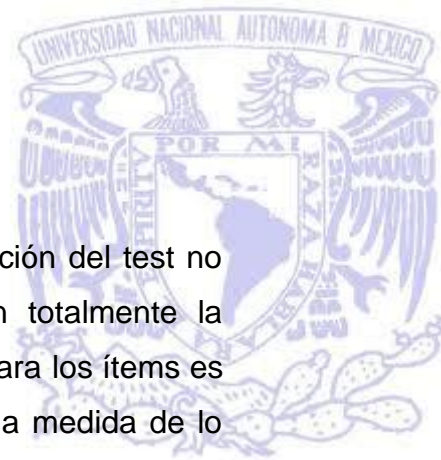 UNIVERSIDAD NACIONAL AUTONOMA D MEXICO
POR MI RAZA HABLARA
EL ESPIRITU
ción del test no
n totalmente la
ara los ítems es
a medida de lo